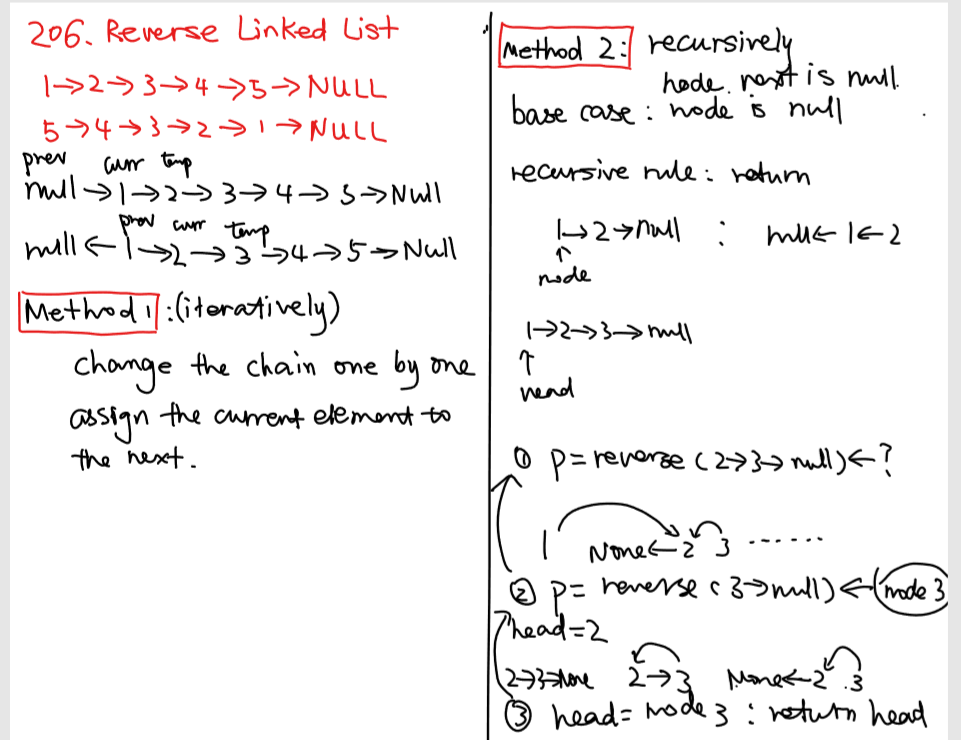 206. Reverse Linked List
1→2→3→4→5→NULL
5→4→3→2→1→NULL
prev curr tmp
null→1→2→3→4→5→Null
prev curr temp
null←1→2→3→4→5→Null
Method 1:(iteratively)
change the chain one by one
assign the current element to
the next.
Method 2: recursively
node.next is null.
base case: node is null
recursive rule: return
1→2→null : null←1←2
↑
node
1→2→3→null
↑
head
① p=reverse(2→3→null)←?
1 None←2 3 ......
② p=reverse(3→null)←(node 3
head=2
2→3→None 2→3 None←2 3
③ head=node 3: return head